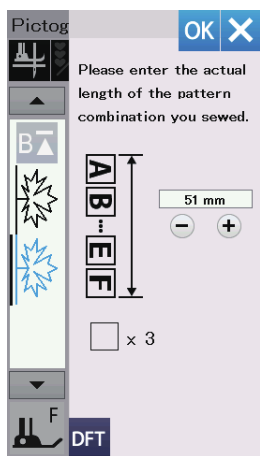 Pictog
OK
Please enter the actual
length of the pattern
combination you sewed.
B
A
B
E
F
51 mm
x 3
F
DFT